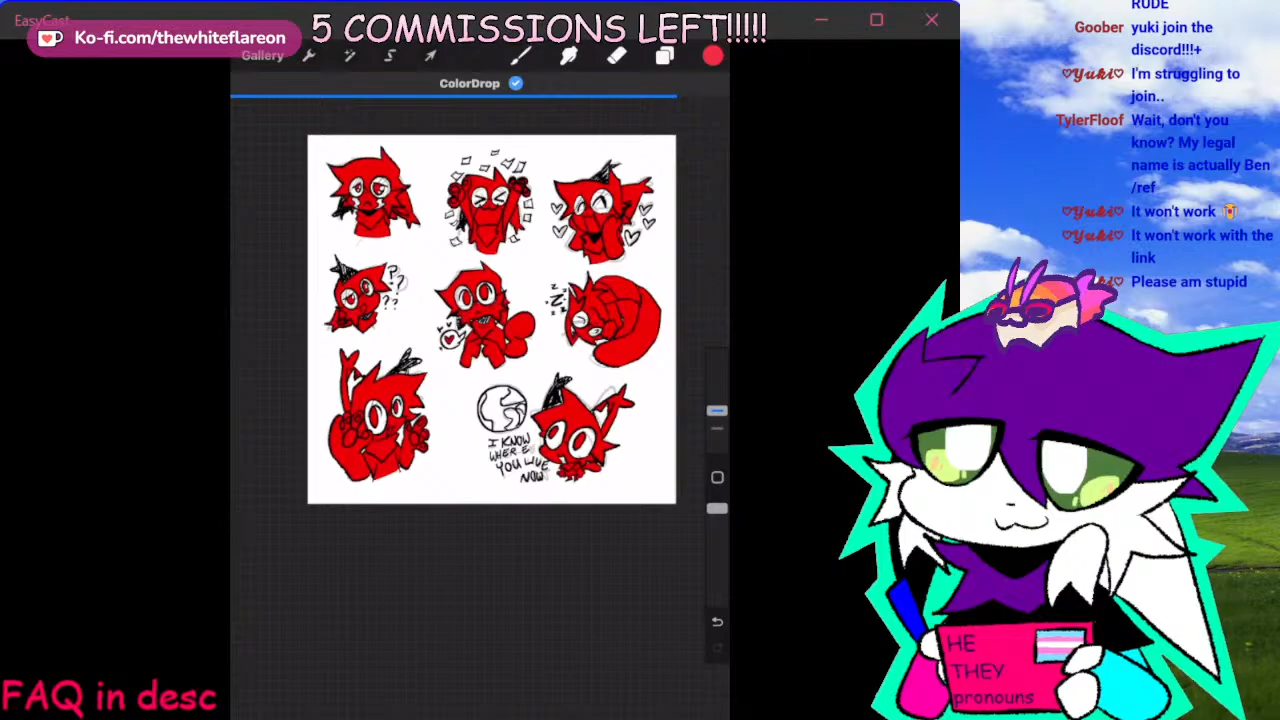 EasyCast
Ko-fi.com/thewhiteflareon
5 COMMISSIONS LEFT!!!!!
Gallery
ColorDrop
? ?
? ?
z z
z z
I KNOW
WHERE
YOU LIVE
NOW
FAQ in desc
RUDE
Goober yuki join the
discord!!!+
♡𝓨𝓾𝓴𝓲♡ I'm struggling to
join..
TylerFloof Wait, don't you
know? My legal
name is actually Ben
/ref
♡𝓨𝓾𝓴𝓲♡ It won't work
♡𝓨𝓾𝓴𝓲♡ It won't work with the
link
Please am stupid
HE
THEY
pronouns